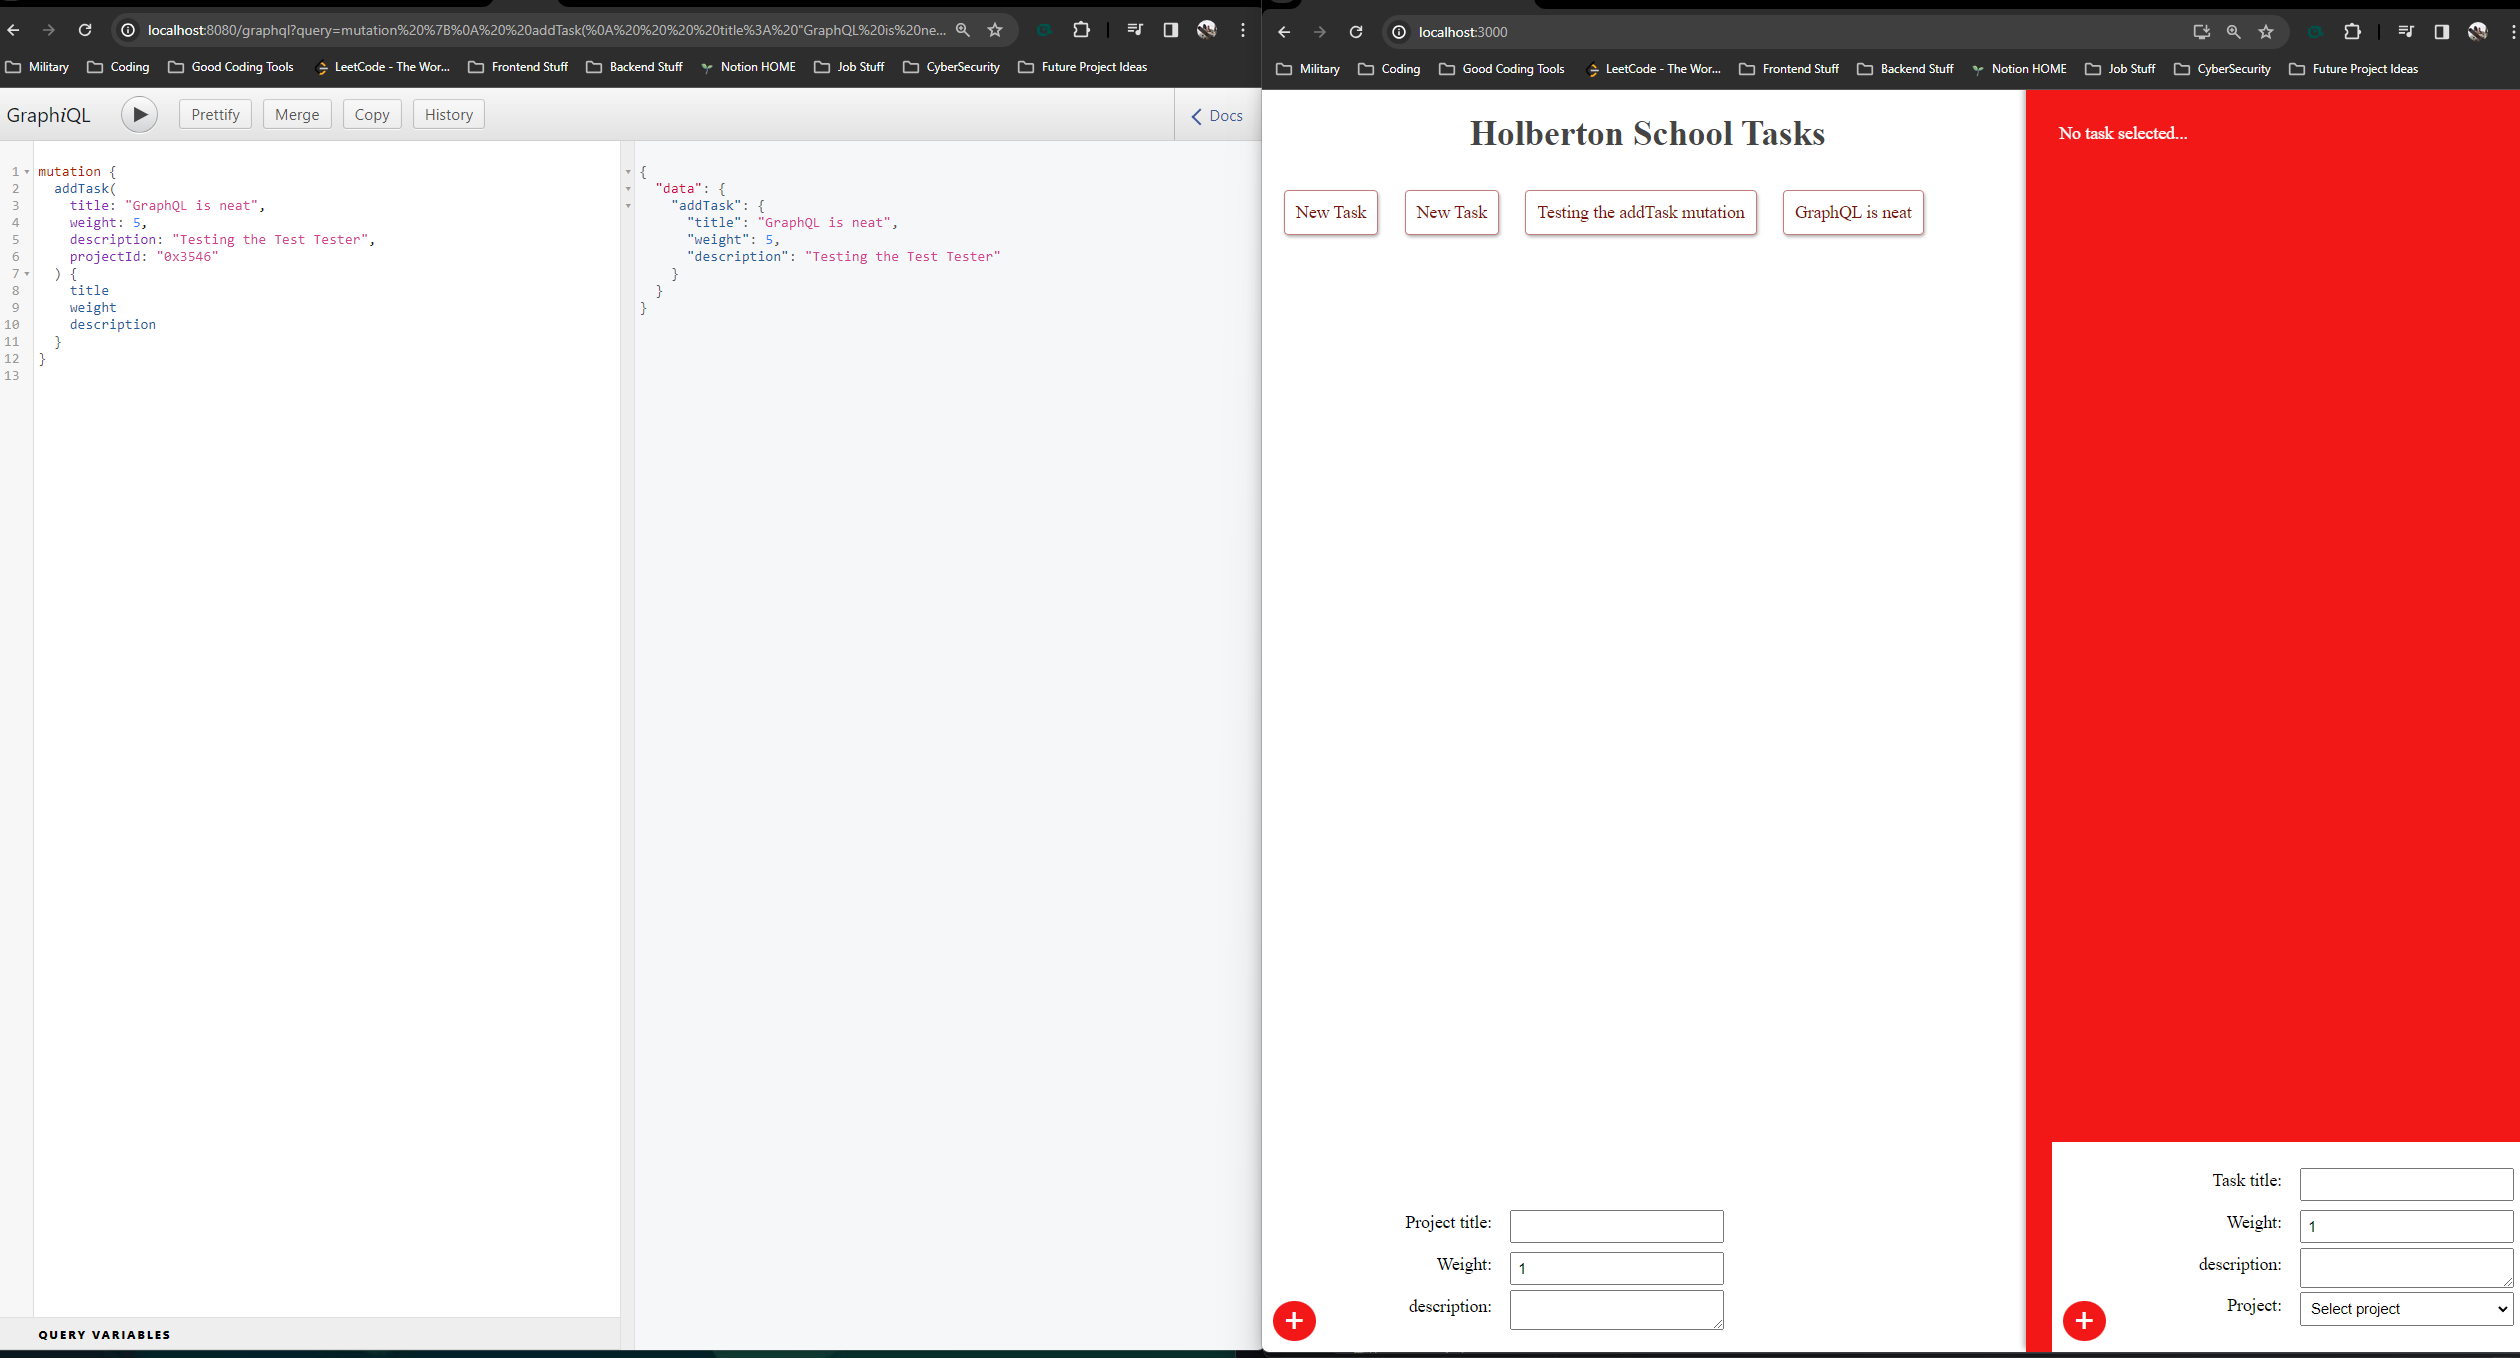 localhost:8080/graphql?query=mutation%20%7B%0A%20%20addTask(%0A%20%20%20%20title%3A%20"GraphQL%20is%20ne...
Military Coding Good Coding Tools LeetCode - The Wor... Frontend Stuff Backend Stuff Notion HOME Job Stuff CyberSecurity Future Project Ideas
GraphiQL Prettify Merge Copy History Docs
1 mutation {
2 addTask(
3 title: "GraphQL is neat",
4 weight: 5,
5 description: "Testing the Test Tester",
6 projectId: "0x3546"
7 ) {
8 title
9 weight
10 description
11 }
12 }
13
{
"data": {
"addTask": {
"title": "GraphQL is neat",
"weight": 5,
"description": "Testing the Test Tester"
}
}
}
QUERY VARIABLES
localhost:3000
Military Coding Good Coding Tools LeetCode - The Wor... Frontend Stuff Backend Stuff Notion HOME Job Stuff CyberSecurity Future Project Ideas
Holberton School Tasks
New Task New Task Testing the addTask mutation GraphQL is neat
Project title:
Weight: 1
description:
+
No task selected...
Task title:
Weight: 1
description:
Project: Select project
+